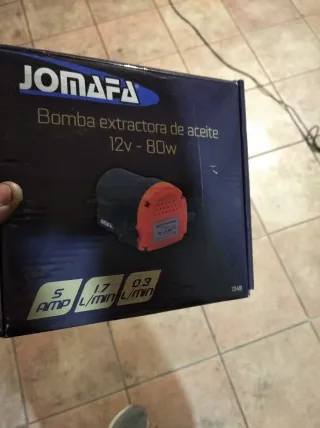 JOMAFA
Bomba extractora de aceite
12v - 80w
5
AMP
1.7
L/MIN
0.3
L/MIN